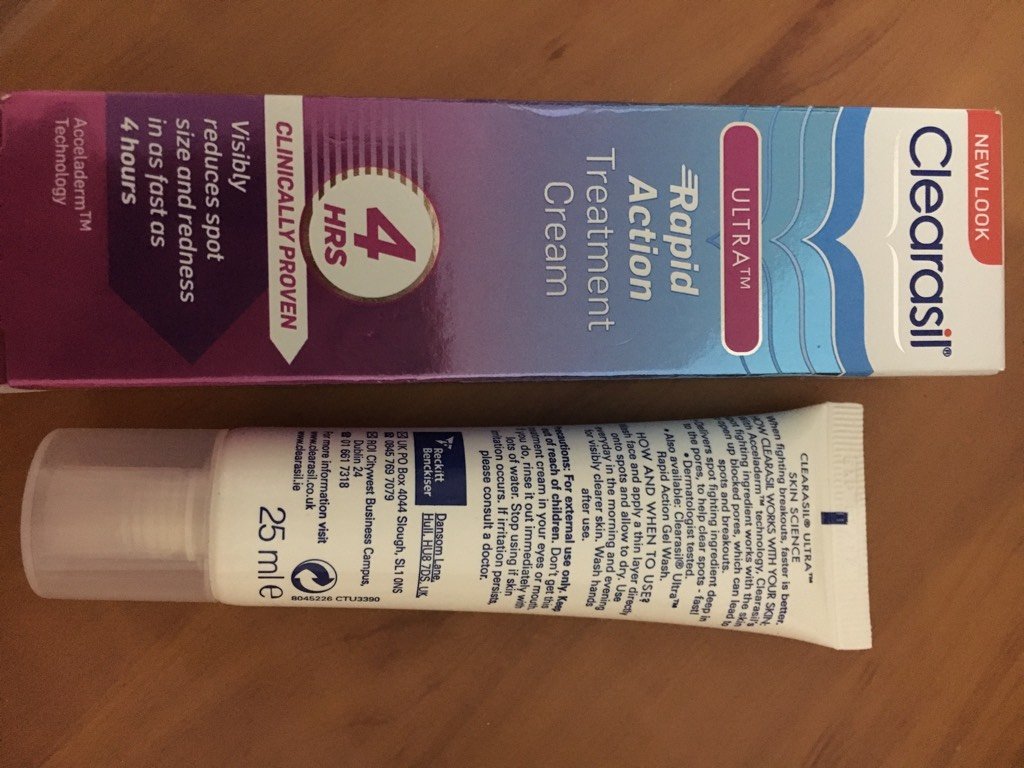 NEW LOOK
Clearasil®
ULTRA™
Rapid
Action
Treatment
Cream
4
HRS
CLINICALLY PROVEN
Visibly
reduces spot
size and redness
in as fast as
4 hours
Acceladerm™
Technology
CLEARASIL® ULTRA™
SKIN SCIENCE
When fighting breakouts, faster is better.
HOW CLEARASIL WORKS WITH YOUR SKIN:
Acceladerm™ technology, Clearasil's
fighting ingredient works with the skin
open up blocked pores, which can lead to
spots and breakouts.
delivers spot fighting ingredient deep in
to the pores, to help clear spots - fast!
• Dermatologist tested.
• Also available: Clearasil® Ultra™
Rapid Action Gel Wash.
HOW AND WHEN TO USE?
face and apply a thin layer directly
onto spots and allow to dry. Use
everyday in the morning and evening
for visibly clearer skin. Wash hands
after use.
Precautions: For external use only. Keep
out of reach of children. Don't get this
treatment cream in your eyes or mouth
if you do, rinse it out immediately with
lots of water. Stop using if skin
irritation occurs. If irritation persists,
please consult a doctor.
Reckitt
Benckiser
Dansom Lane,
Hull, HU8 7DS, UK
UK PO Box 4044 Slough, SL1 0NS
☎ 0845 769 7079
ROI Citywest Business Campus,
Dublin 24
☎ 01 661 7318
For more information visit
www.clearasil.co.uk
www.clearasil.ie
8045226 CTU3390
25 ml ℮